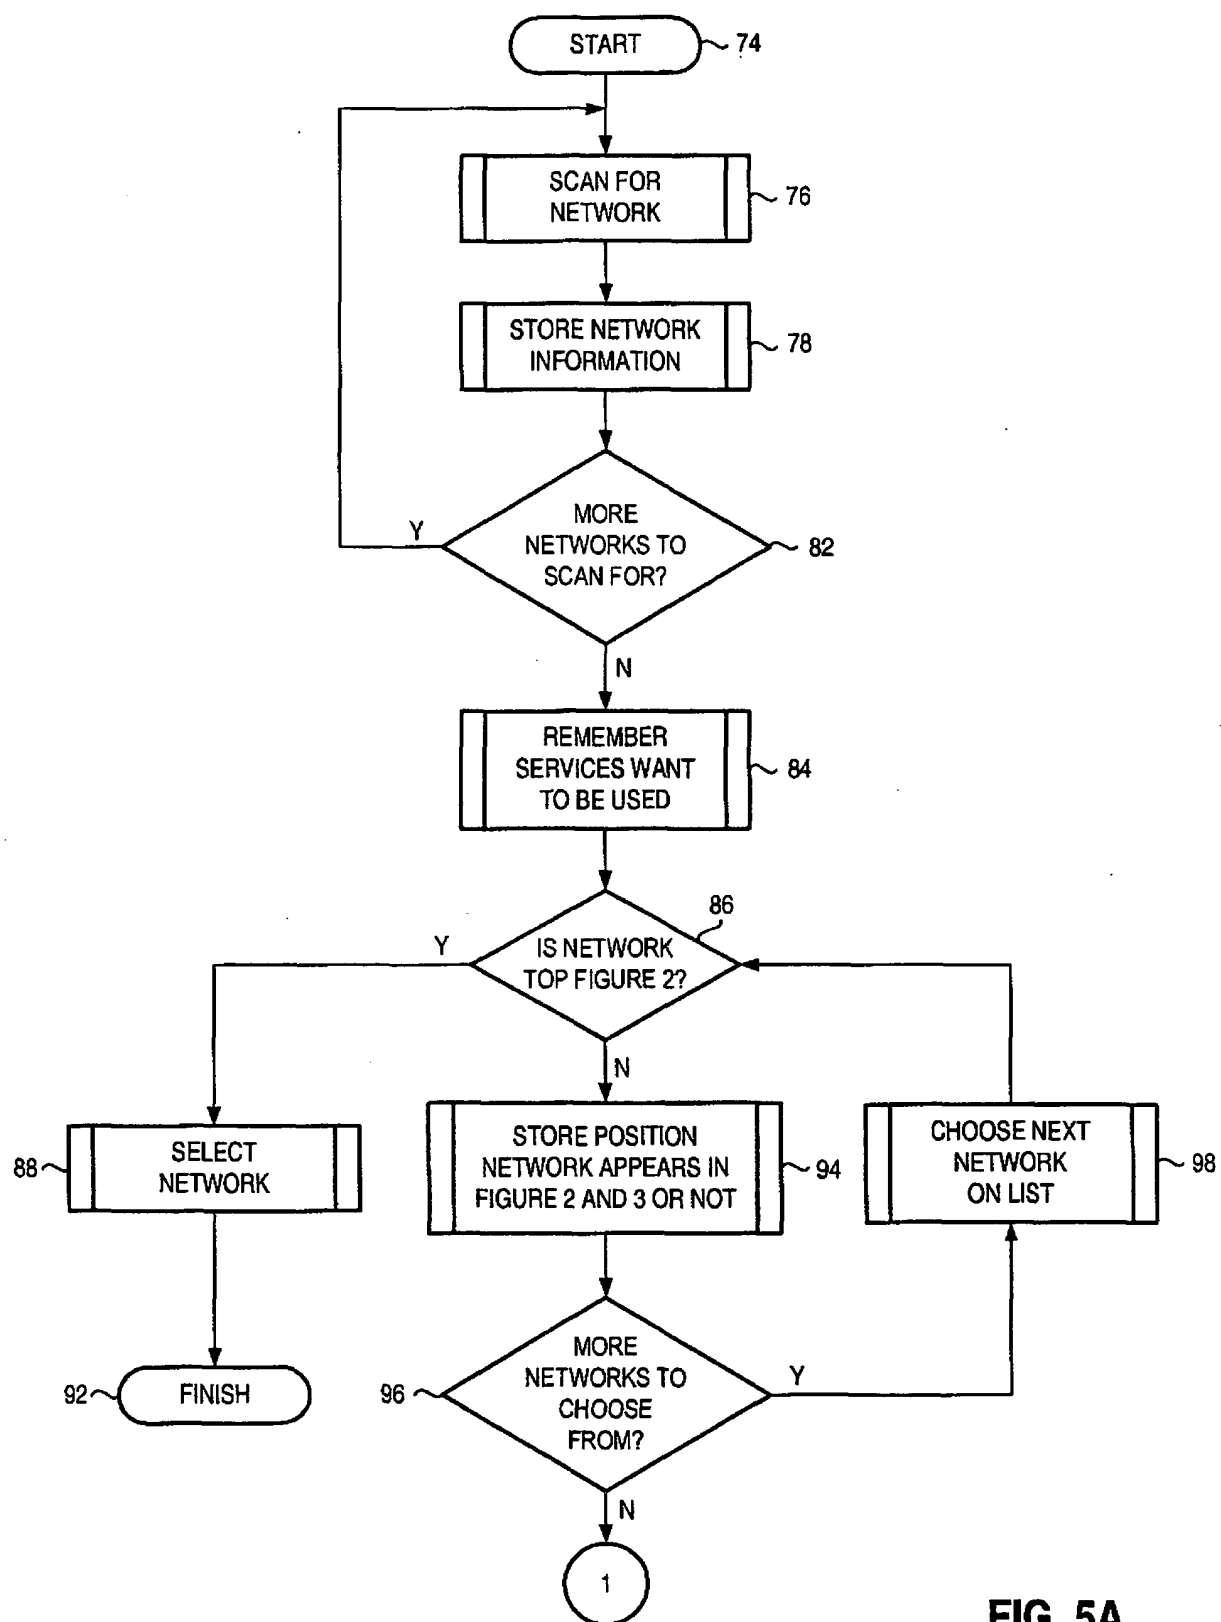 START
74
SCAN FOR
NETWORK
76
STORE NETWORK
INFORMATION
78
MORE
NETWORKS TO
SCAN FOR?
82
Y
N
REMEMBER
SERVICES WANT
TO BE USED
84
86
IS NETWORK
TOP FIGURE 2?
Y
N
88
SELECT
NETWORK
STORE POSITION
NETWORK APPEARS IN
FIGURE 2 AND 3 OR NOT
94
CHOOSE NEXT
NETWORK
ON LIST
98
92
FINISH
96
MORE
NETWORKS TO
CHOOSE
FROM?
Y
N
1
FIG. 5A